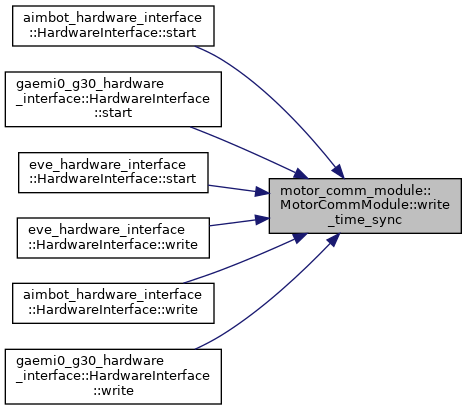 aimbot_hardware_interface
::HardwareInterface::start
gaemi0_g30_hardware
_interface::HardwareInterface
::start
eve_hardware_interface
::HardwareInterface::start
motor_comm_module::
MotorCommModule::write
_time_sync
eve_hardware_interface
::HardwareInterface::write
aimbot_hardware_interface
::HardwareInterface::write
gaemi0_g30_hardware
_interface::HardwareInterface
::write